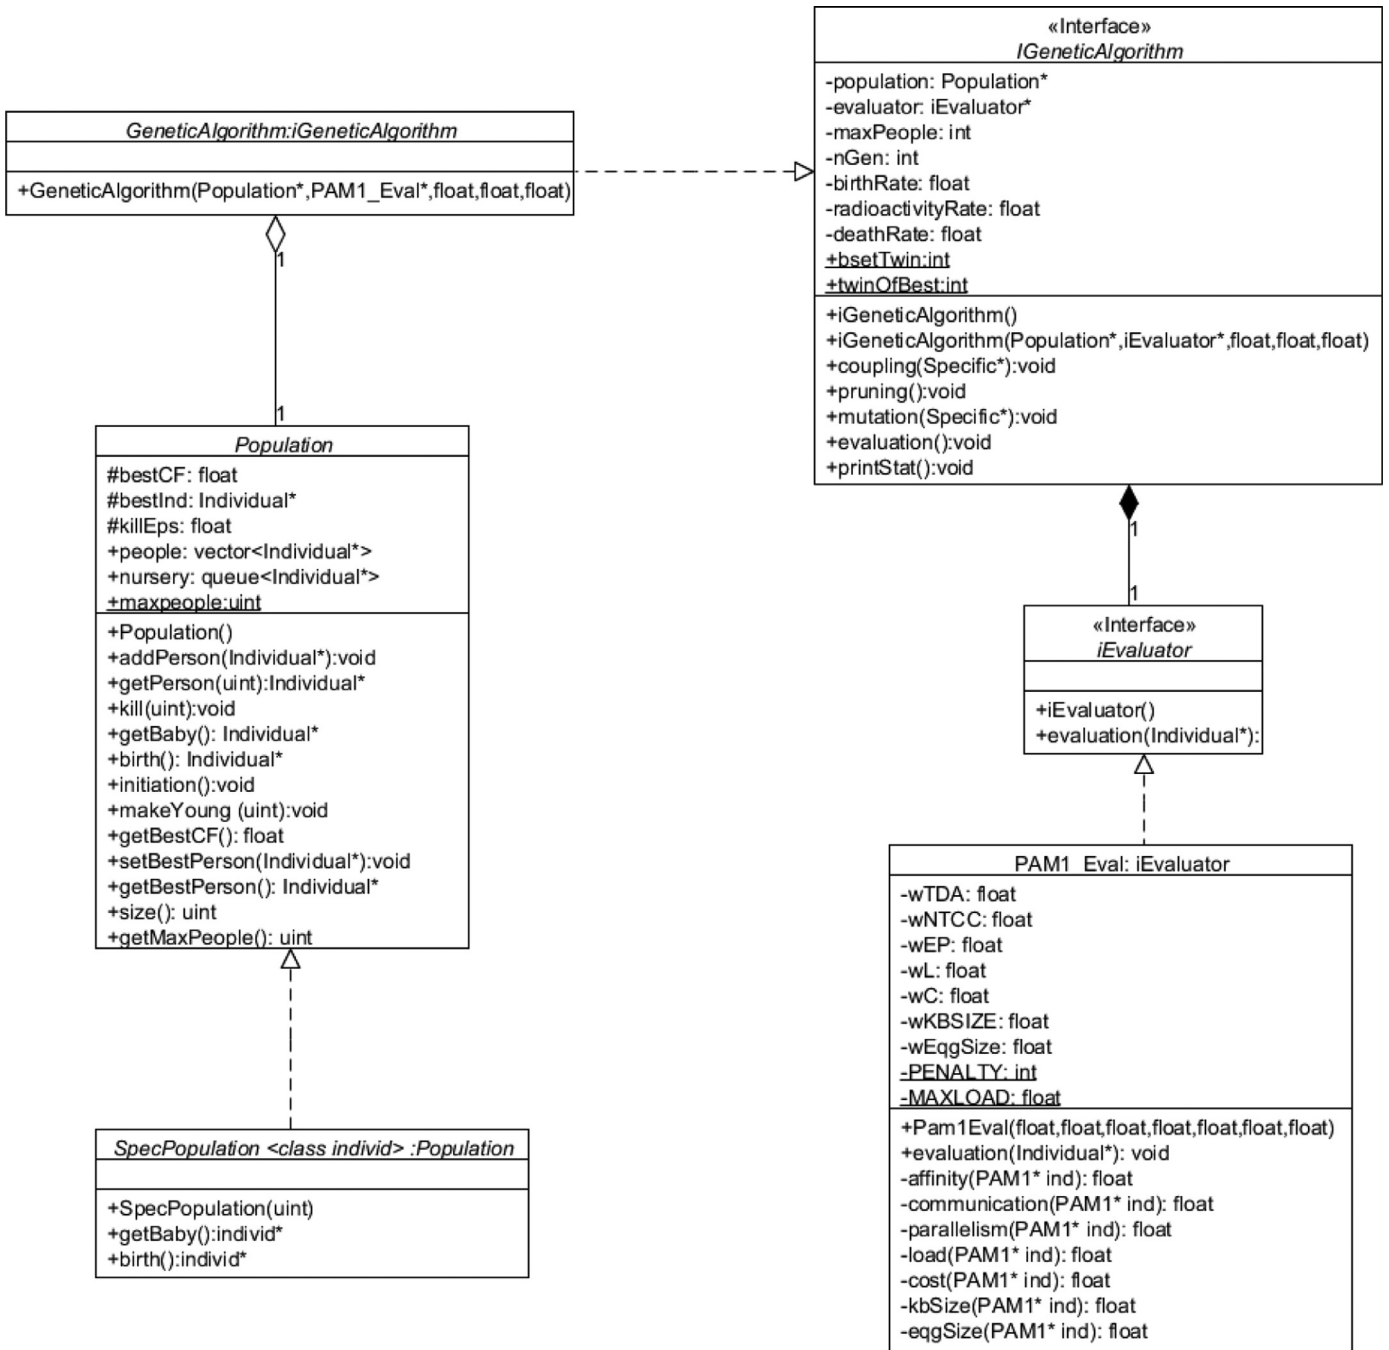 «Interface»
IGeneticAlgorithm
-population: Population*
-evaluator: iEvaluator*
-maxPeople: int
-nGen: int
-birthRate: float
-radioactivityRate: float
-deathRate: float
+bsetTwin:int
+twinOfBest:int
+iGeneticAlgorithm()
+iGeneticAlgorithm(Population*,iEvaluator*,float,float,float)
+coupling(Specific*):void
+pruning():void
+mutation(Specific*):void
+evaluation():void
+printStat():void
GeneticAlgorithm:iGeneticAlgorithm
+GeneticAlgorithm(Population*,PAM1_Eval*,float,float,float)
1
1
Population
#bestCF: float
#bestInd: Individual*
#killEps: float
+people: vector<Individual*>
+nursery: queue<Individual*>
+maxpeople:uint
+Population()
+addPerson(Individual*):void
+getPerson(uint):Individual*
+kill(uint):void
+getBaby(): Individual*
+birth(): Individual*
+initiation():void
+makeYoung (uint):void
+getBestCF(): float
+setBestPerson(Individual*):void
+getBestPerson(): Individual*
+size(): uint
+getMaxPeople(): uint
1
1
«Interface»
iEvaluator
+iEvaluator()
+evaluation(Individual*):
PAM1_Eval: iEvaluator
-wTDA: float
-wNTCC: float
-wEP: float
-wL: float
-wC: float
-wKBSIZE: float
-wEqgSize: float
-PENALTY: int
-MAXLOAD: float
+Pam1Eval(float,float,float,float,float,float,float)
+evaluation(Individual*): void
-affinity(PAM1* ind): float
-communication(PAM1* ind): float
-parallelism(PAM1* ind): float
-load(PAM1* ind): float
-cost(PAM1* ind): float
-kbSize(PAM1* ind): float
-eqgSize(PAM1* ind): float
SpecPopulation <class individ> :Population
+SpecPopulation(uint)
+getBaby():individ*
+birth():individ*